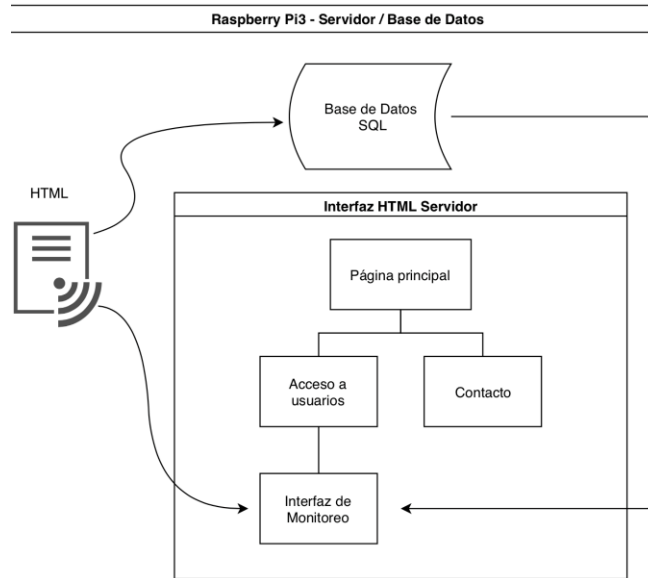 Raspberry Pi3 - Servidor / Base de Datos
Base de Datos
SQL
HTML
Interfaz HTML Servidor
Página principal
Acceso a
usuarios
Contacto
Interfaz de
Monitoreo